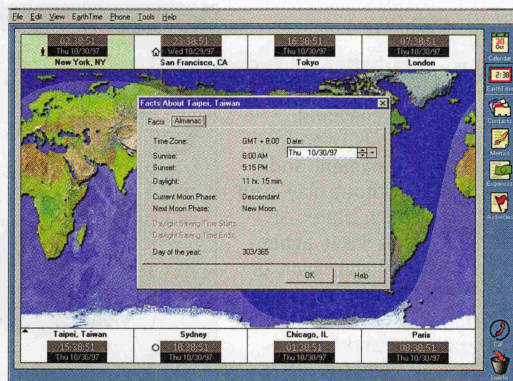 File Edit View EarthTime Phone Tools Help
02:38:51
Thu 10/30/97
New York, NY
23:38:51
Wed 10/29/97
San Francisco, CA
16:38:51
Thu 10/30/97
Tokyo
07:38:51
Thu 10/30/97
London
30
Oct
Calendar
2:38
EarthTime
Contacts
Memos
Expenses
Activities
Facts About Taipei, Taiwan
Facts Almanac
Time Zone: GMT + 8:00 Date:
Thu 10/30/97
Sunrise: 6:00 AM
Sunset: 5:15 PM
Daylight: 11 hr. 15 min.
Current Moon Phase: Descendant
Next Moon Phase: New Moon
Daylight Saving Time Starts:
Daylight Saving Time Ends:
Day of the year: 303/365
OK Help
Taipei, Taiwan
15:38:51
Thu 10/30/97
Sydney
18:38:51
Thu 10/30/97
Chicago, IL
01:38:51
Thu 10/30/97
Paris
08:38:51
Thu 10/30/97
Call